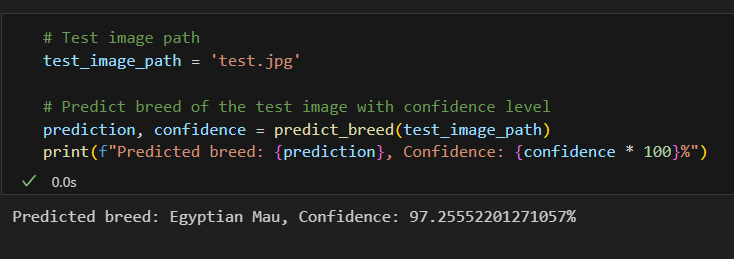 # Test image path
test_image_path = 'test.jpg'
# Predict breed of the test image with confidence level
prediction, confidence = predict_breed(test_image_path)
print(f"Predicted breed: {prediction}, Confidence: {confidence * 100}%")
0.0s
Predicted breed: Egyptian Mau, Confidence: 97.25552201271057%